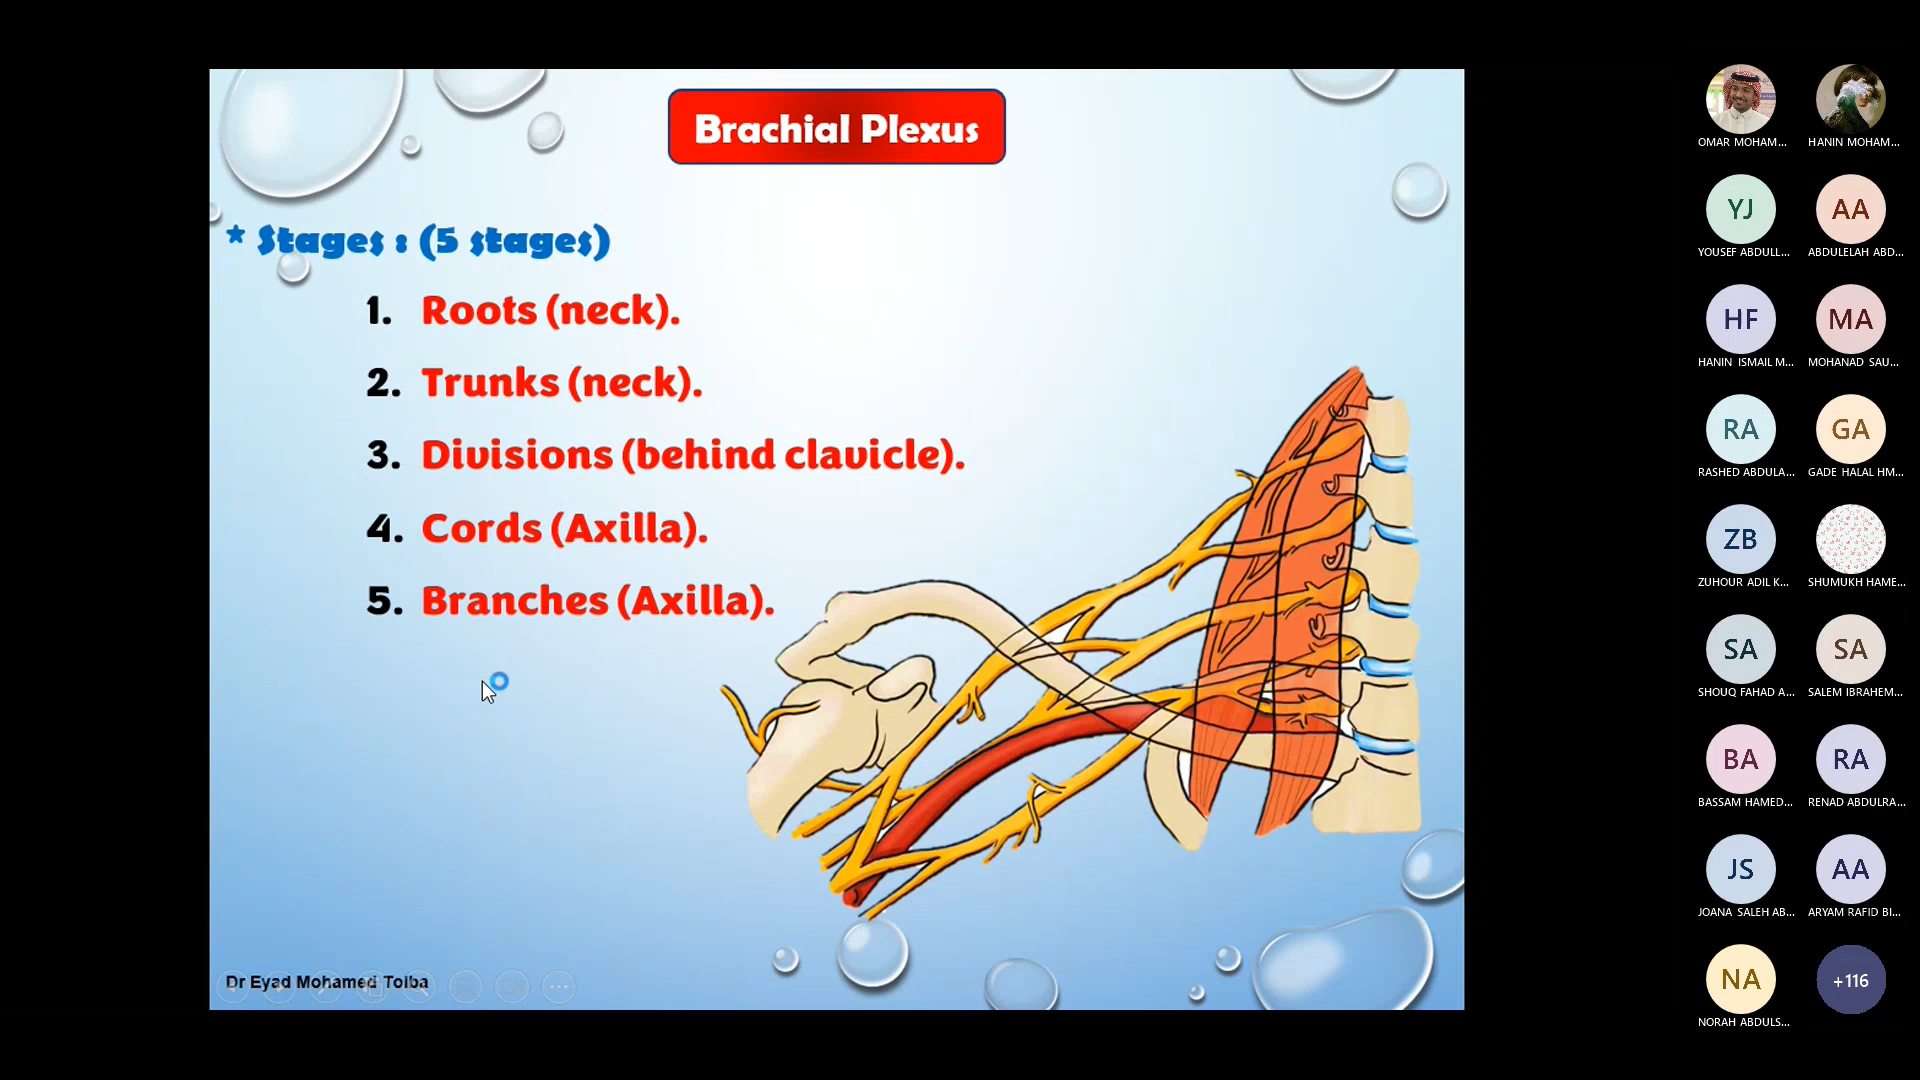 Brachial Plexus
* Stages : (5 stages)
1. Roots (neck).
2. Trunks (neck).
3. Divisions (behind clavicle).
4. Cords (Axilla).
5. Branches (Axilla).
Dr Eyad Mohamed Tolba
OMAR MOHAM... HANIN MOHAM...
YJ AA
YOUSEF ABDULL... ABDULELAH ABD...
HF MA
HANIN ISMAIL M... MOHANAD SAU...
RA GA
RASHED ABDULA... GADE HALAL HM...
ZB
ZUHOUR ADIL K... SHUMUKH HAME...
SA SA
SHOUQ FAHAD A... SALEM IBRAHEM...
BA RA
BASSAM HAMED... RENAD ABDULRA...
JS AA
JOANA SALEH AB... ARYAM RAFID BI...
NA +116
NORAH ABDULS...